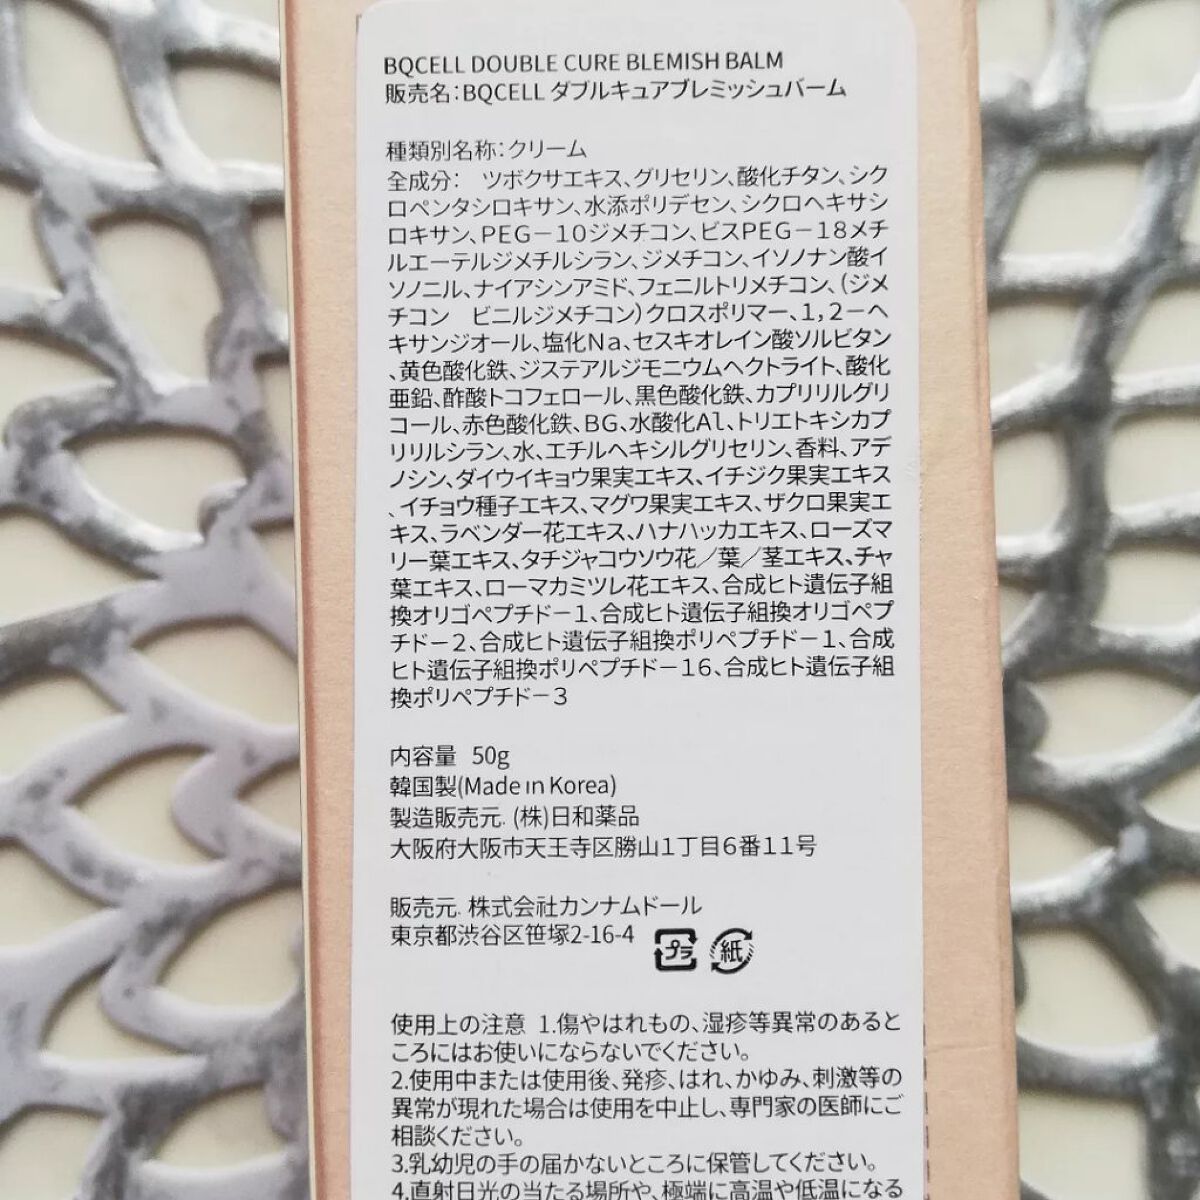 BQCELL DOUBLE CURE BLEMISH BALM
販売名:BQCELL ダブルキュアブレミッシュバーム
種類別名称:クリーム
全成分: ツボクサエキス、グリセリン、酸化チタン、シク
ロペンタシロキサン、水添ポリデセン、シクロヘキサシ
ロキサン、PEG－10ジメチコン、ビスPEG－18メチ
ルエーテルジメチルシラン、ジメチコン、イソノナン酸イ
ソノニル、ナイアシンアミド、フェニルトリメチコン、(ジメ
チコン ビニルジメチコン)クロスポリマー、1,2－ヘ
キサンジオール、塩化Na、セスキオレイン酸ソルビタン
、黄色酸化鉄、ジステアルジモニウムヘクトライト、酸化
亜鉛、酢酸トコフェロール、黒色酸化鉄、カプリリルグリ
コール、赤色酸化鉄、BG、水酸化Al、トリエトキシカプ
リリルシラン、水、エチルヘキシルグリセリン、香料、アデ
ノシン、ダイウイキョウ果実エキス、イチジク果実エキス
、イチョウ種子エキス、マグワ果実エキス、ザクロ果実エ
キス、ラベンダー花エキス、ハナハッカエキス、ローズマ
リー葉エキス、タチジャコウソウ花／葉／茎エキス、チャ
葉エキス、ローマカミツレ花エキス、合成ヒト遺伝子組
換オリゴペプチド－1、合成ヒト遺伝子組換オリゴペプ
チド－2、合成ヒト遺伝子組換ポリペプチド－1、合成
ヒト遺伝子組換ポリペプチド－16、合成ヒト遺伝子組
換ポリペプチド－3
内容量 50g
韓国製(Made in Korea)
製造販売元. (株)日和薬品
大阪府大阪市天王寺区勝山1丁目6番11号
販売元. 株式会社カンナムドール
東京都渋谷区笹塚2-16-4 プラ 紙
使用上の注意 1.傷やはれもの、湿疹等異常のあると
ころにはお使いにならないでください。
2.使用中または使用後、発疹、はれ、かゆみ、刺激等の
異常が現れた場合は使用を中止し、専門家の医師にご
相談ください。
3.乳幼児の手の届かないところに保管してください。
4.直射日光の当たる場所や、極端に高温や低温になる